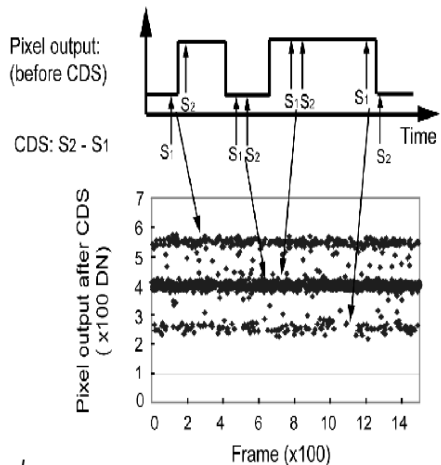 Pixel output:
(before CDS)
S₂
S₁ S₂
S₁
Time
CDS: S2 - S1
S₁
S₁ S₂
S₂
Pixel output after CDS
( x100 DN)
7
6
5
4
3
2
1
0
0 2 4 6 8 10 12 14
Frame (x100)